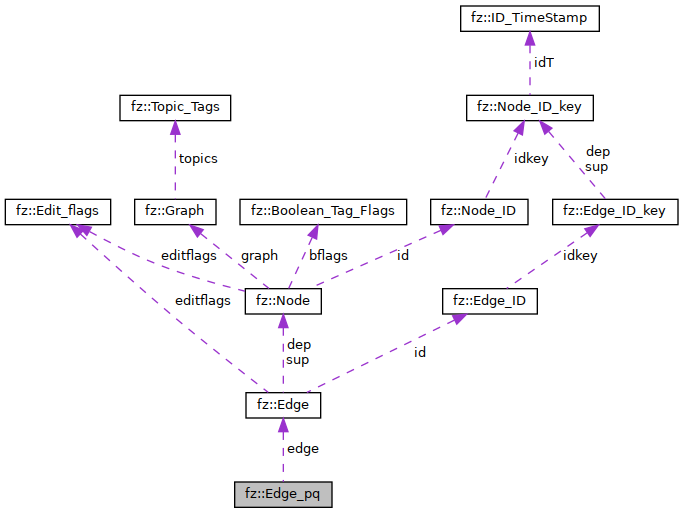 fz::ID_TimeStamp
idT
fz::Topic_Tags
fz::Node_ID_key
topics
idkey
dep
sup
fz::Edit_flags
fz::Graph
fz::Boolean_Tag_Flags
fz::Node_ID
fz::Edge_ID_key
editflags
graph
bflags
id
idkey
editflags
fz::Node
fz::Edge_ID
dep
sup
id
fz::Edge
edge
fz::Edge_pq